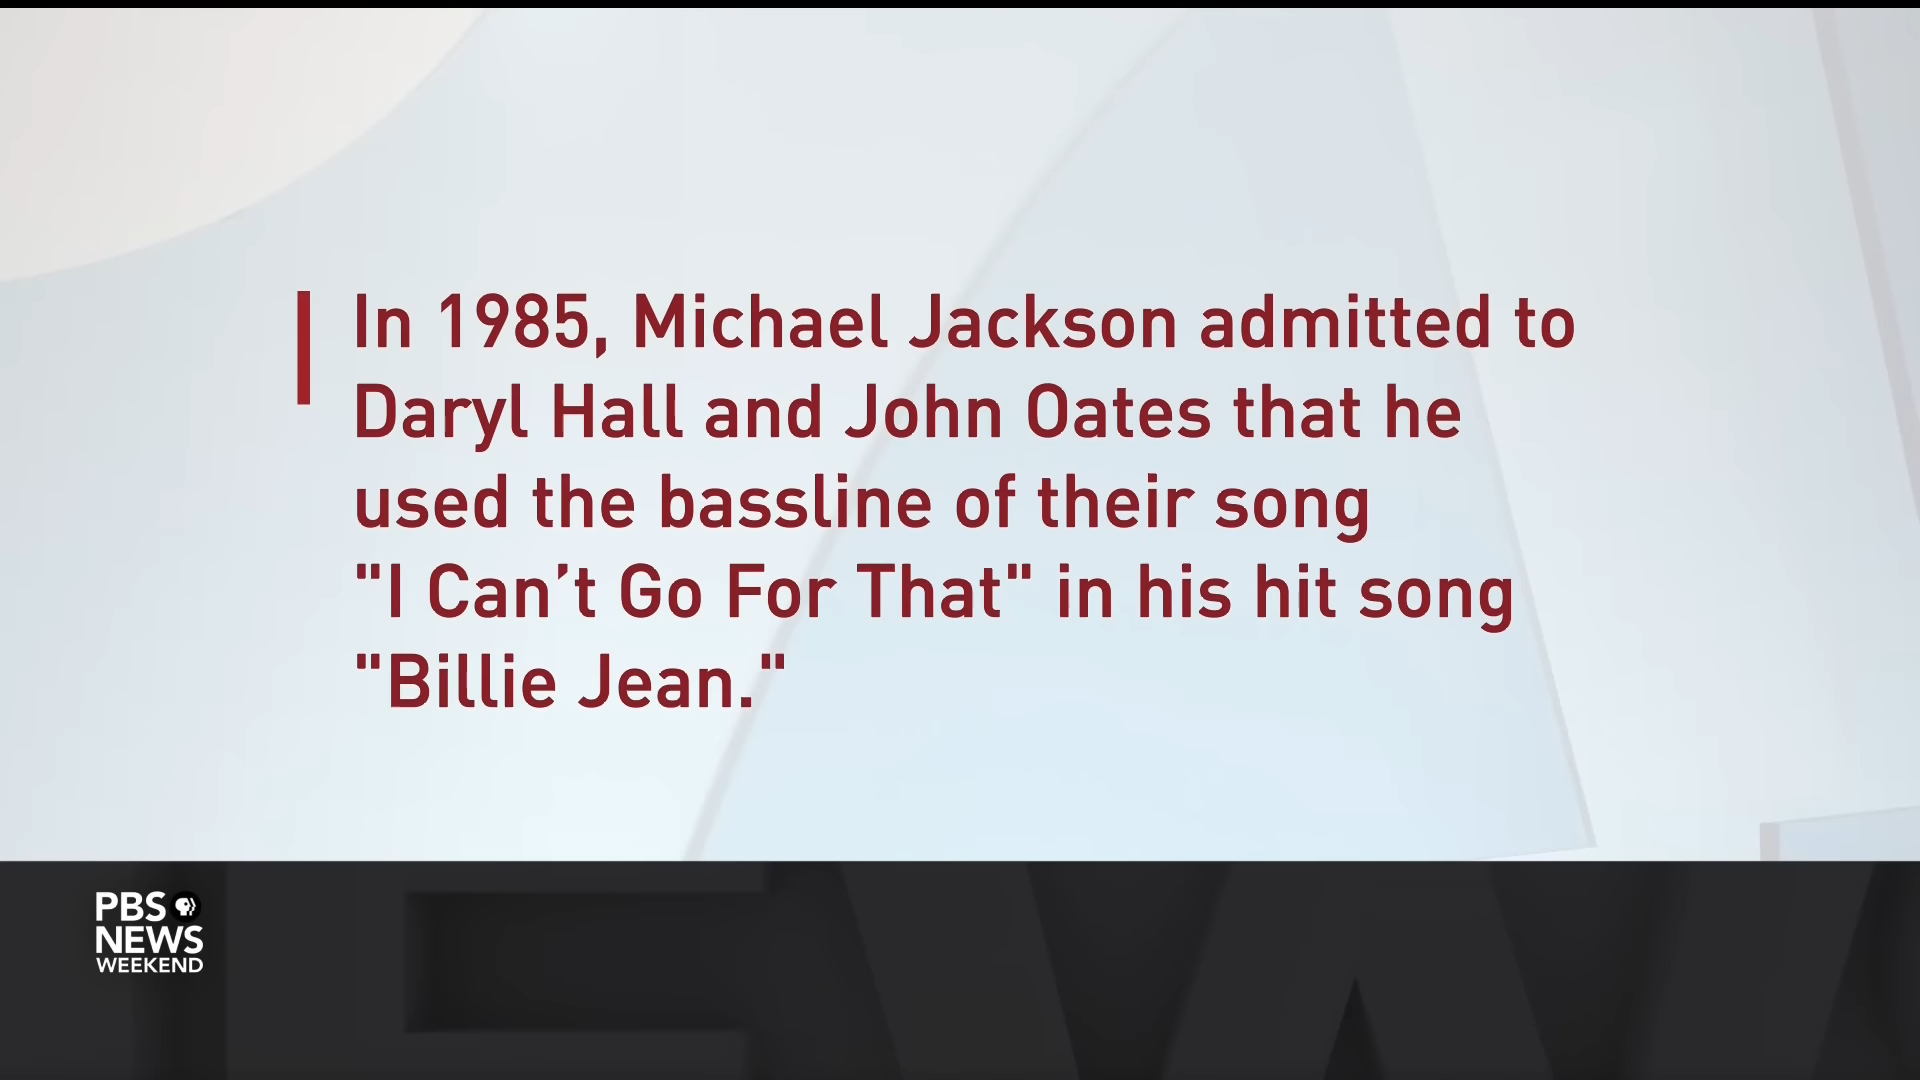 In 1985, Michael Jackson admitted to
Daryl Hall and John Oates that he
used the bassline of their song
"I Can’t Go For That" in his hit song
"Billie Jean."
PBS
NEWS
WEEKEND